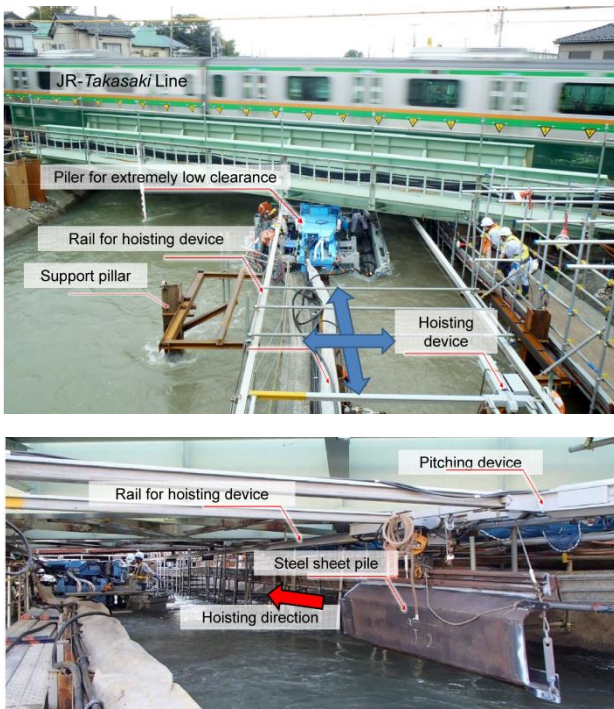 JR-Takasaki Line
Piler for extremely low clearance
Rail for hoisting device
Support pillar
Hoisting
device
Pitching device
Rail for hoisting device
Steel sheet pile
Hoisting direction